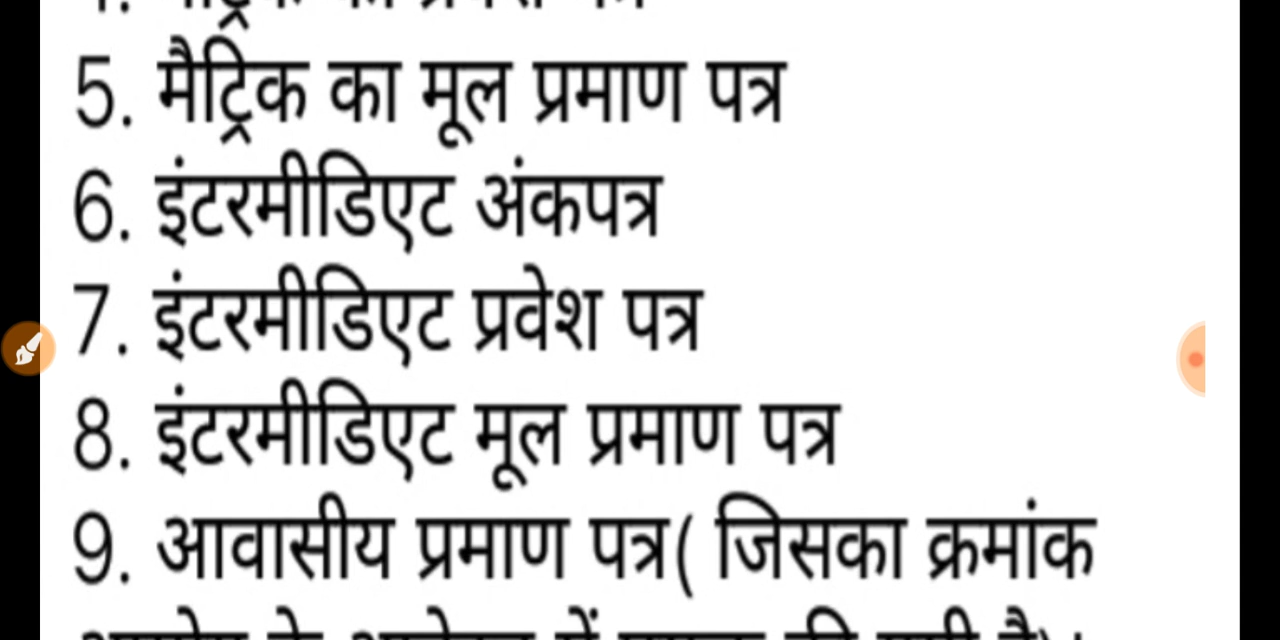 5. मैट्रिक का मूल प्रमाण पत्र
6. इंटरमीडिएट अंकपत्र
7. इंटरमीडिएट प्रवेश पत्र
8. इंटरमीडिएट मूल प्रमाण पत्र
9. आवासीय प्रमाण पत्र( जिसका क्रमांक